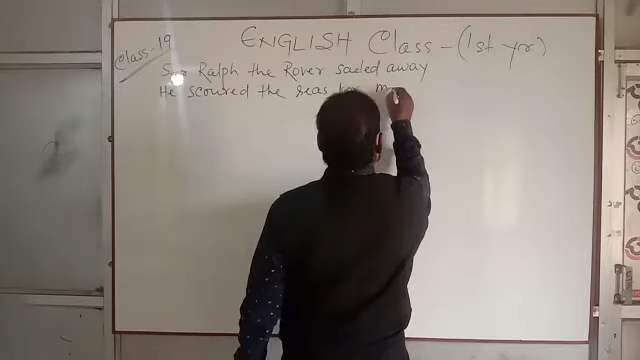 Class-19
ENGLISH Class - (1st yr)
Sir Ralph the Rover sailed away
He scoured the seas for m